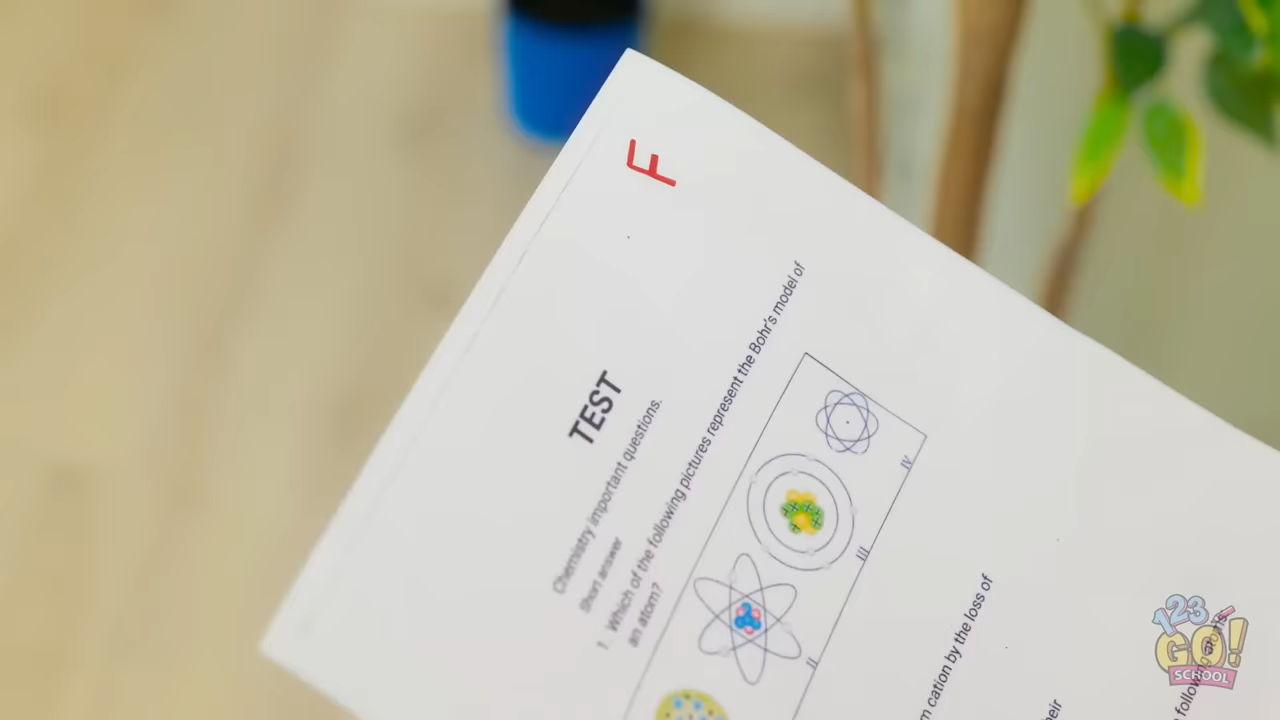 F
TEST
Chemistry important questions.
Short answer
1. Which of the following pictures represent the Bohr's model of
an atom?
II
III
IV
cation by the loss of
following
123
GO!
SCHOOL